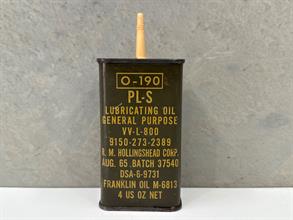 O-190
PL-S
LUBRICATING OIL
GENERAL PURPOSE
VV-L-800
9150-273-2389
R. M. HOLLINGSHEAD CORP.
AUG. 65 BATCH 37540
DSA-6-9731
FRANKLIN OIL M-6813
4 US OZ NET